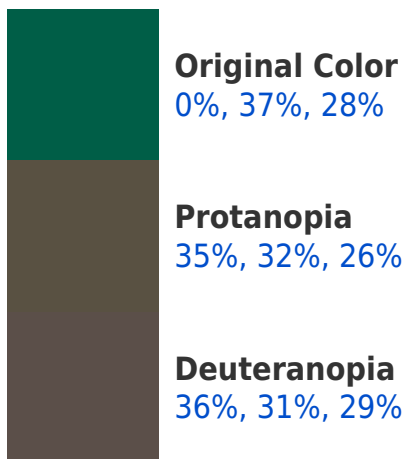 Original Color
0%, 37%, 28%
Protanopia
35%, 32%, 26%
Deuteranopia
36%, 31%, 29%